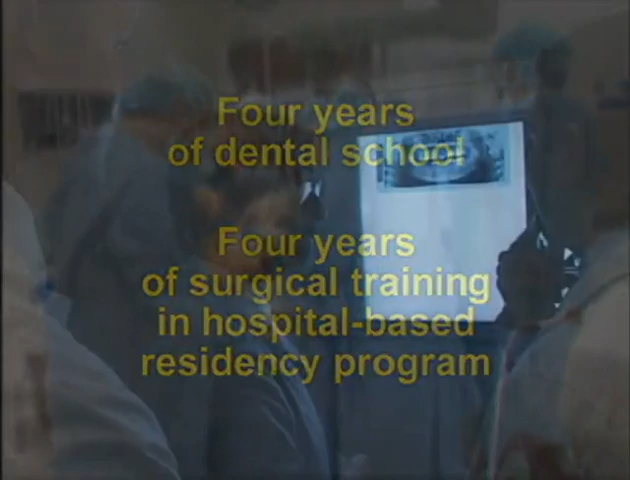 Four years
of dental school
Four years
of surgical training
in hospital-based
residency program